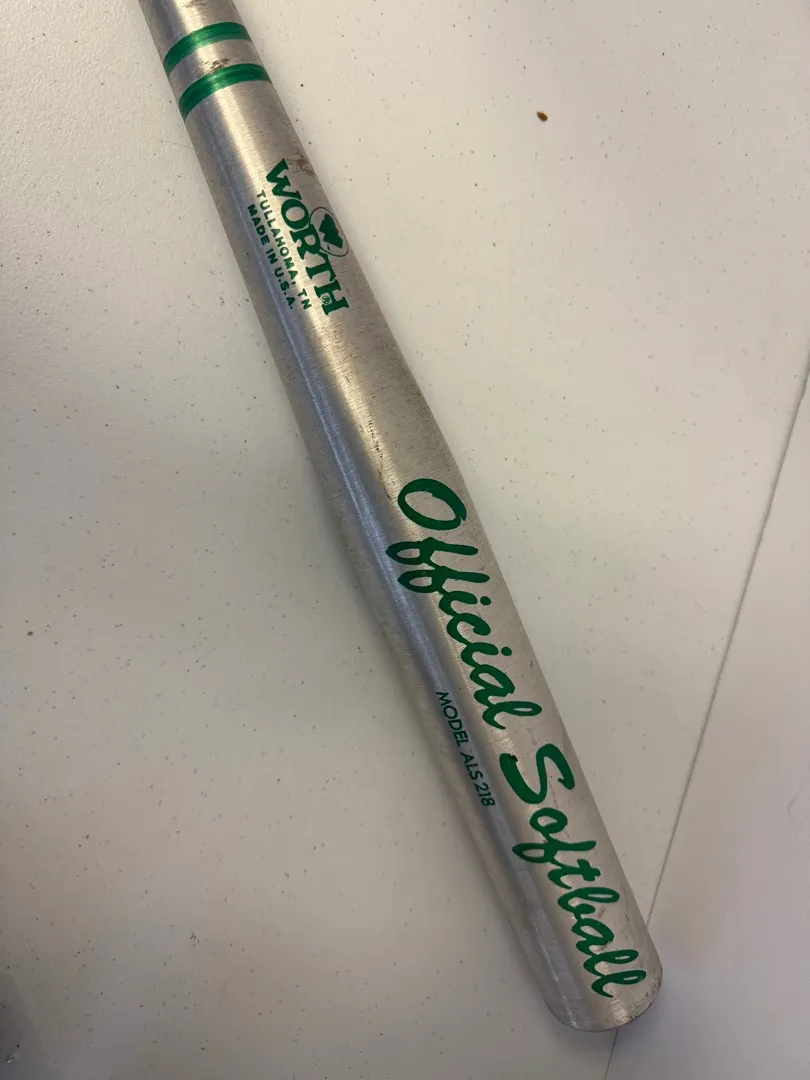 WORTH®
TULLAHOMA, TN
MADE IN U.S.A.
Official Softball
MODEL ALS 218